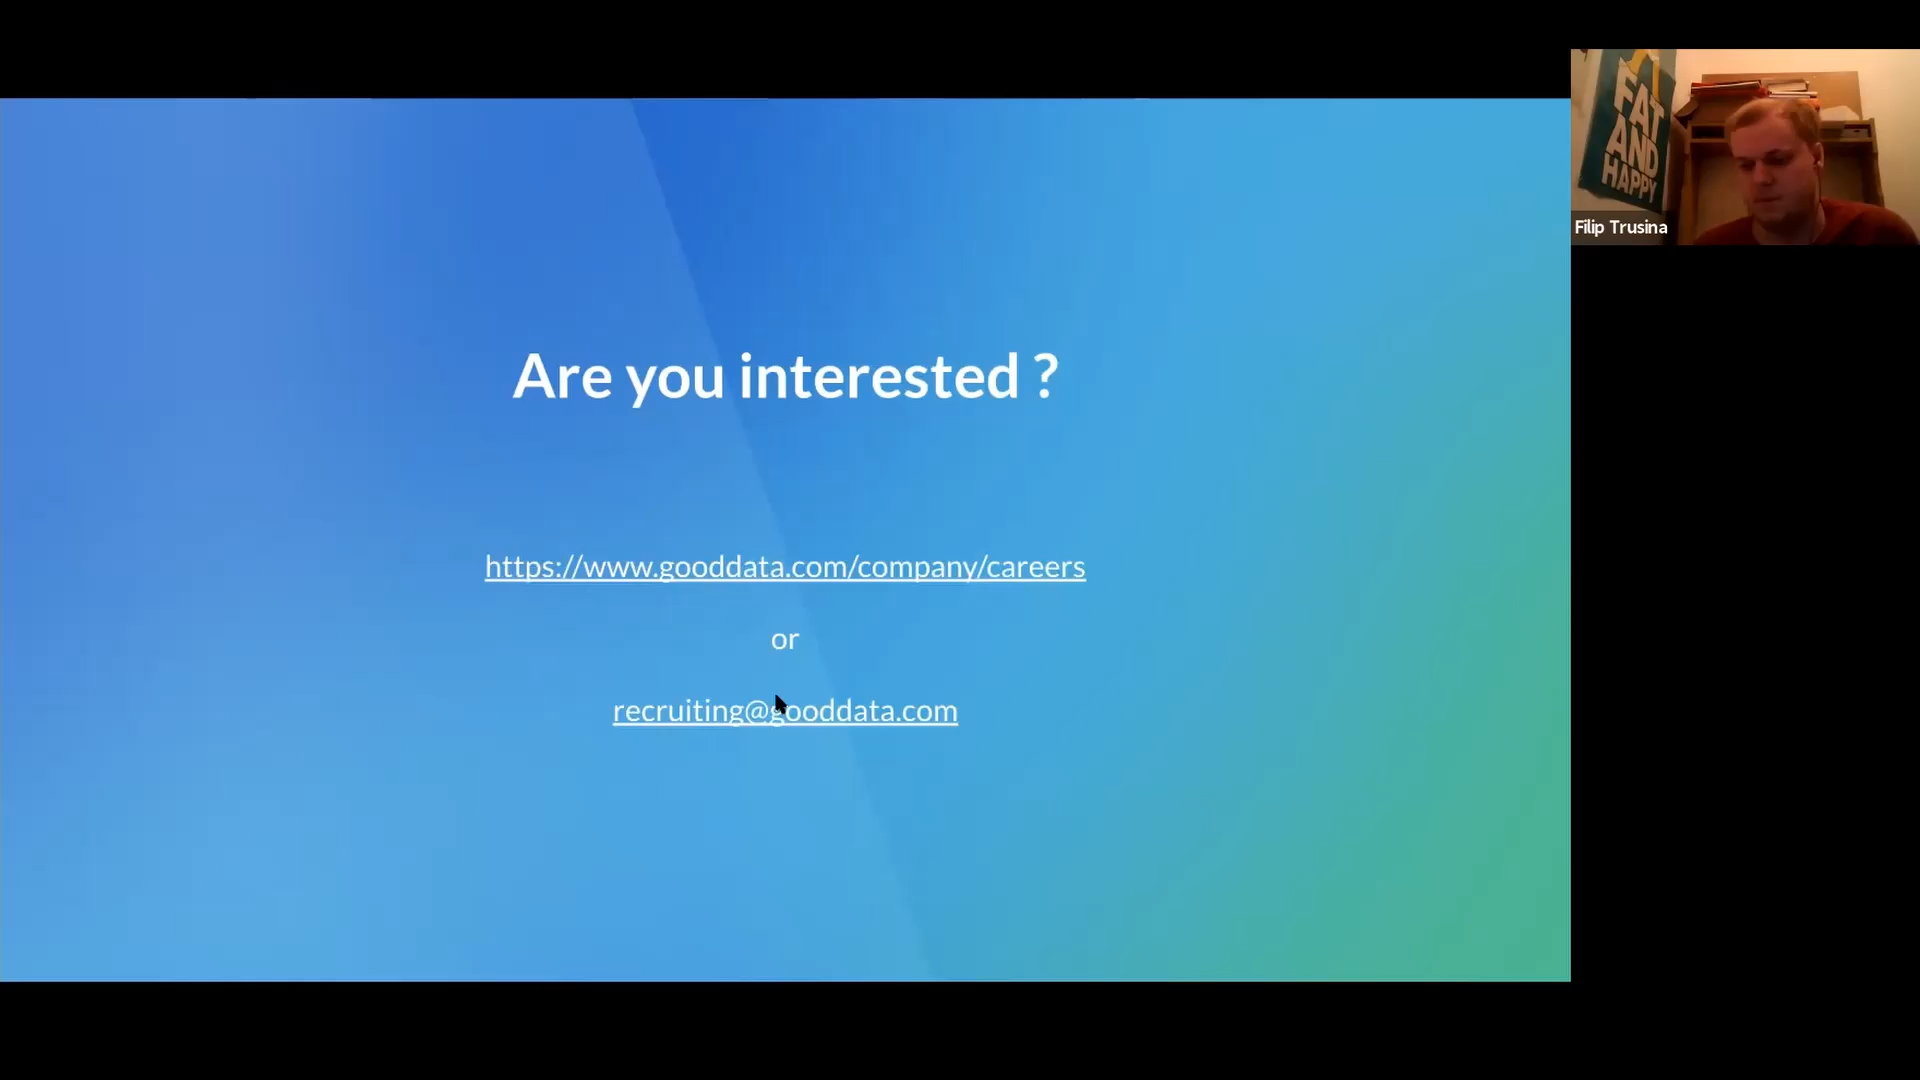 Are you interested ?
https://www.gooddata.com/company/careers
or
recruiting@gooddata.com
FAT
AND
HAPPY
Filip Trusina